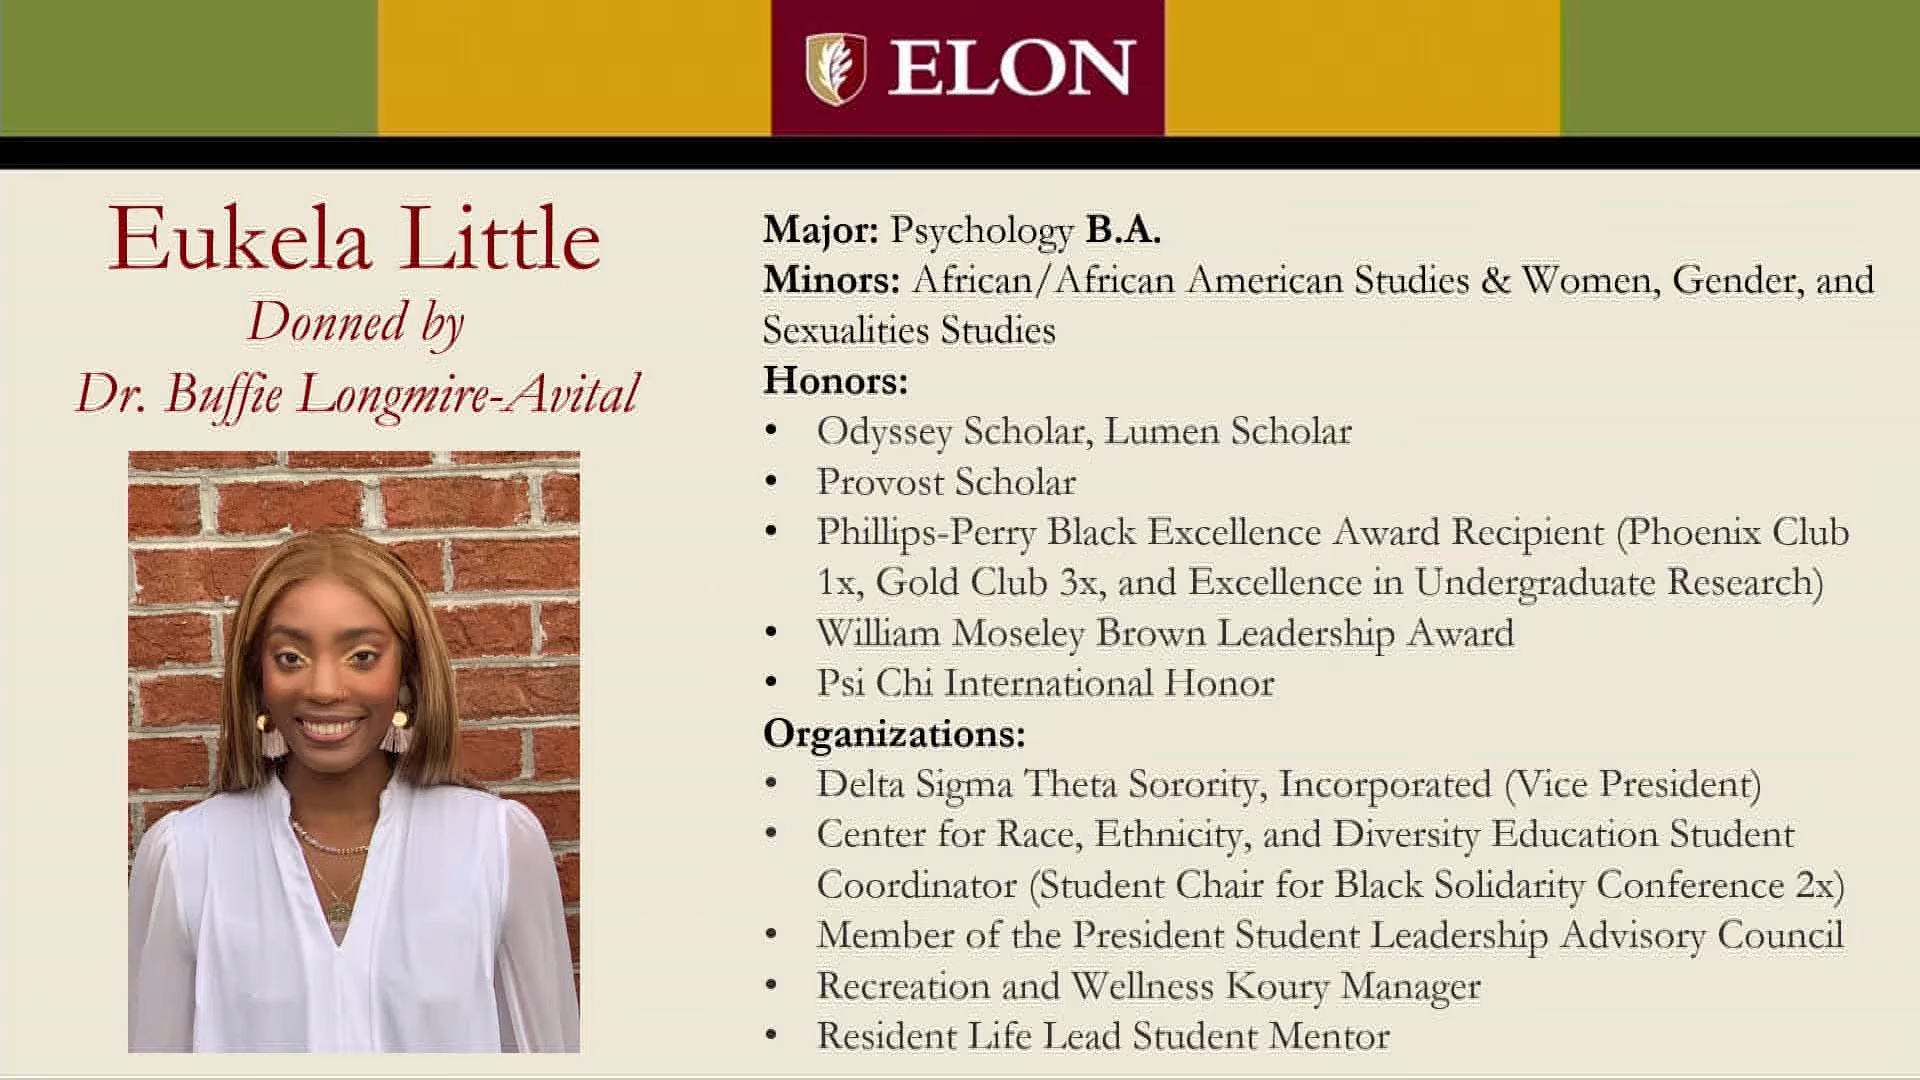 ELON
Eukela Little
Donned by
Dr. Buffie Longmire-Avital
Major: Psychology B.A.
Minors: African/African American Studies & Women, Gender, and
Sexualities Studies
Honors:
• Odyssey Scholar, Lumen Scholar
• Provost Scholar
• Phillips-Perry Black Excellence Award Recipient (Phoenix Club
1x, Gold Club 3x, and Excellence in Undergraduate Research)
• William Moseley Brown Leadership Award
• Psi Chi International Honor
Organizations:
• Delta Sigma Theta Sorority, Incorporated (Vice President)
• Center for Race, Ethnicity, and Diversity Education Student
Coordinator (Student Chair for Black Solidarity Conference 2x)
• Member of the President Student Leadership Advisory Council
• Recreation and Wellness Koury Manager
• Resident Life Lead Student Mentor